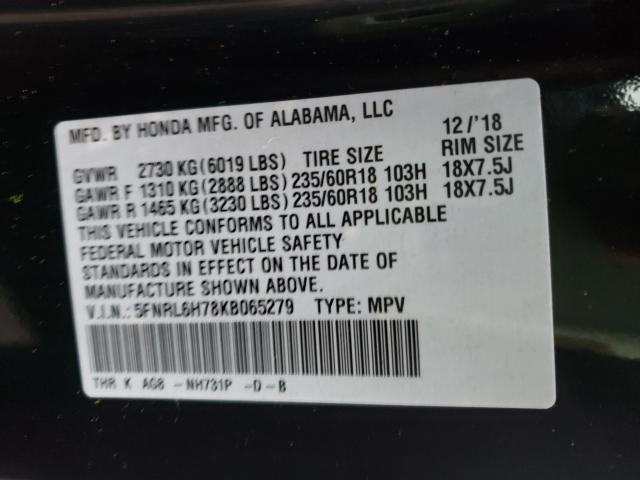 MFD. BY HONDA MFG. OF ALABAMA, LLC 12/'18
GVWR 2730 KG(6019 LBS) TIRE SIZE RIM SIZE
GAWR F 1310 KG(2888 LBS)235/60R18 103H 18X7.5J
GAWR R 1465 KG(3230 LBS)235/60R18 103H 18X7.5J
THIS VEHICLE CONFORMS TO ALL APPLICABLE
FEDERAL MOTOR VEHICLE SAFETY
STANDARDS IN EFFECT ON THE DATE OF
MANUFACTURE SHOWN ABOVE.
V.I.N.:5FNRL6H78KB065279 TYPE: MPV
THR K AG8 -NH731P -D-B